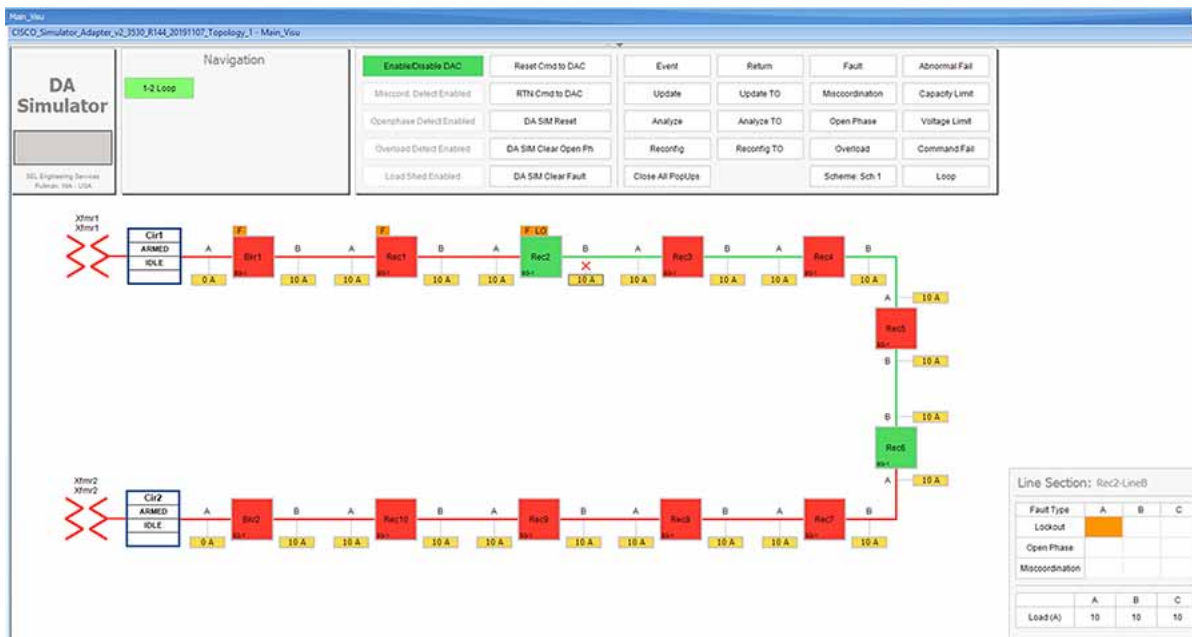 Main_Visu
CISCO_Simulator_Adapter_v2_3530_R144_20191107_Topology_1 - Main_Visu
DA
Simulator
SEL Engineering Services
Pullman, WA - USA
Navigation
1-2 Loop
Enable/Disable DAC
Reset Cmd to DAC
Event
Return
Fault
Abnormal Fail
Miscoord. Detect Enabled
RTN Cmd to DAC
Update
Update TO
Miscoordination
Capacity Limit
Openphase Detect Enabled
DA SIM Reset
Analyze
Analyze TO
Open Phase
Voltage Limit
Overload Detect Enabled
DA SIM Clear Open Ph
Reconfig
Reconfig TO
Overload
Command Fail
Load Shed Enabled
DA SIM Clear Fault
Close All PopUps
Scheme: Sch 1
Loop
Xfmr1
Xfmr1
Cir1
ARMED
IDLE
F F F LO
A B A B A B A B A B
Bkr1 Rec1 Rec2 Rec3 Rec4
0 A 10 A 10 A 10 A 10 A 10 A 10 A 10 A 10 A 10 A
A 10 A
Rec5
B 10 A
B 10 A
Rec6
A 10 A
Xfmr2
Xfmr2
Cir2
ARMED
IDLE
A B A B A B A B A B
Bkr2 Rec10 Rec9 Rec8 Rec7
0 A 10 A 10 A 10 A 10 A 10 A 10 A 10 A 10 A 10 A
Line Section: Rec2-LineB
Fault Type A B C
Lockout
Open Phase
Miscoordination
A B C
Load (A) 10 10 10